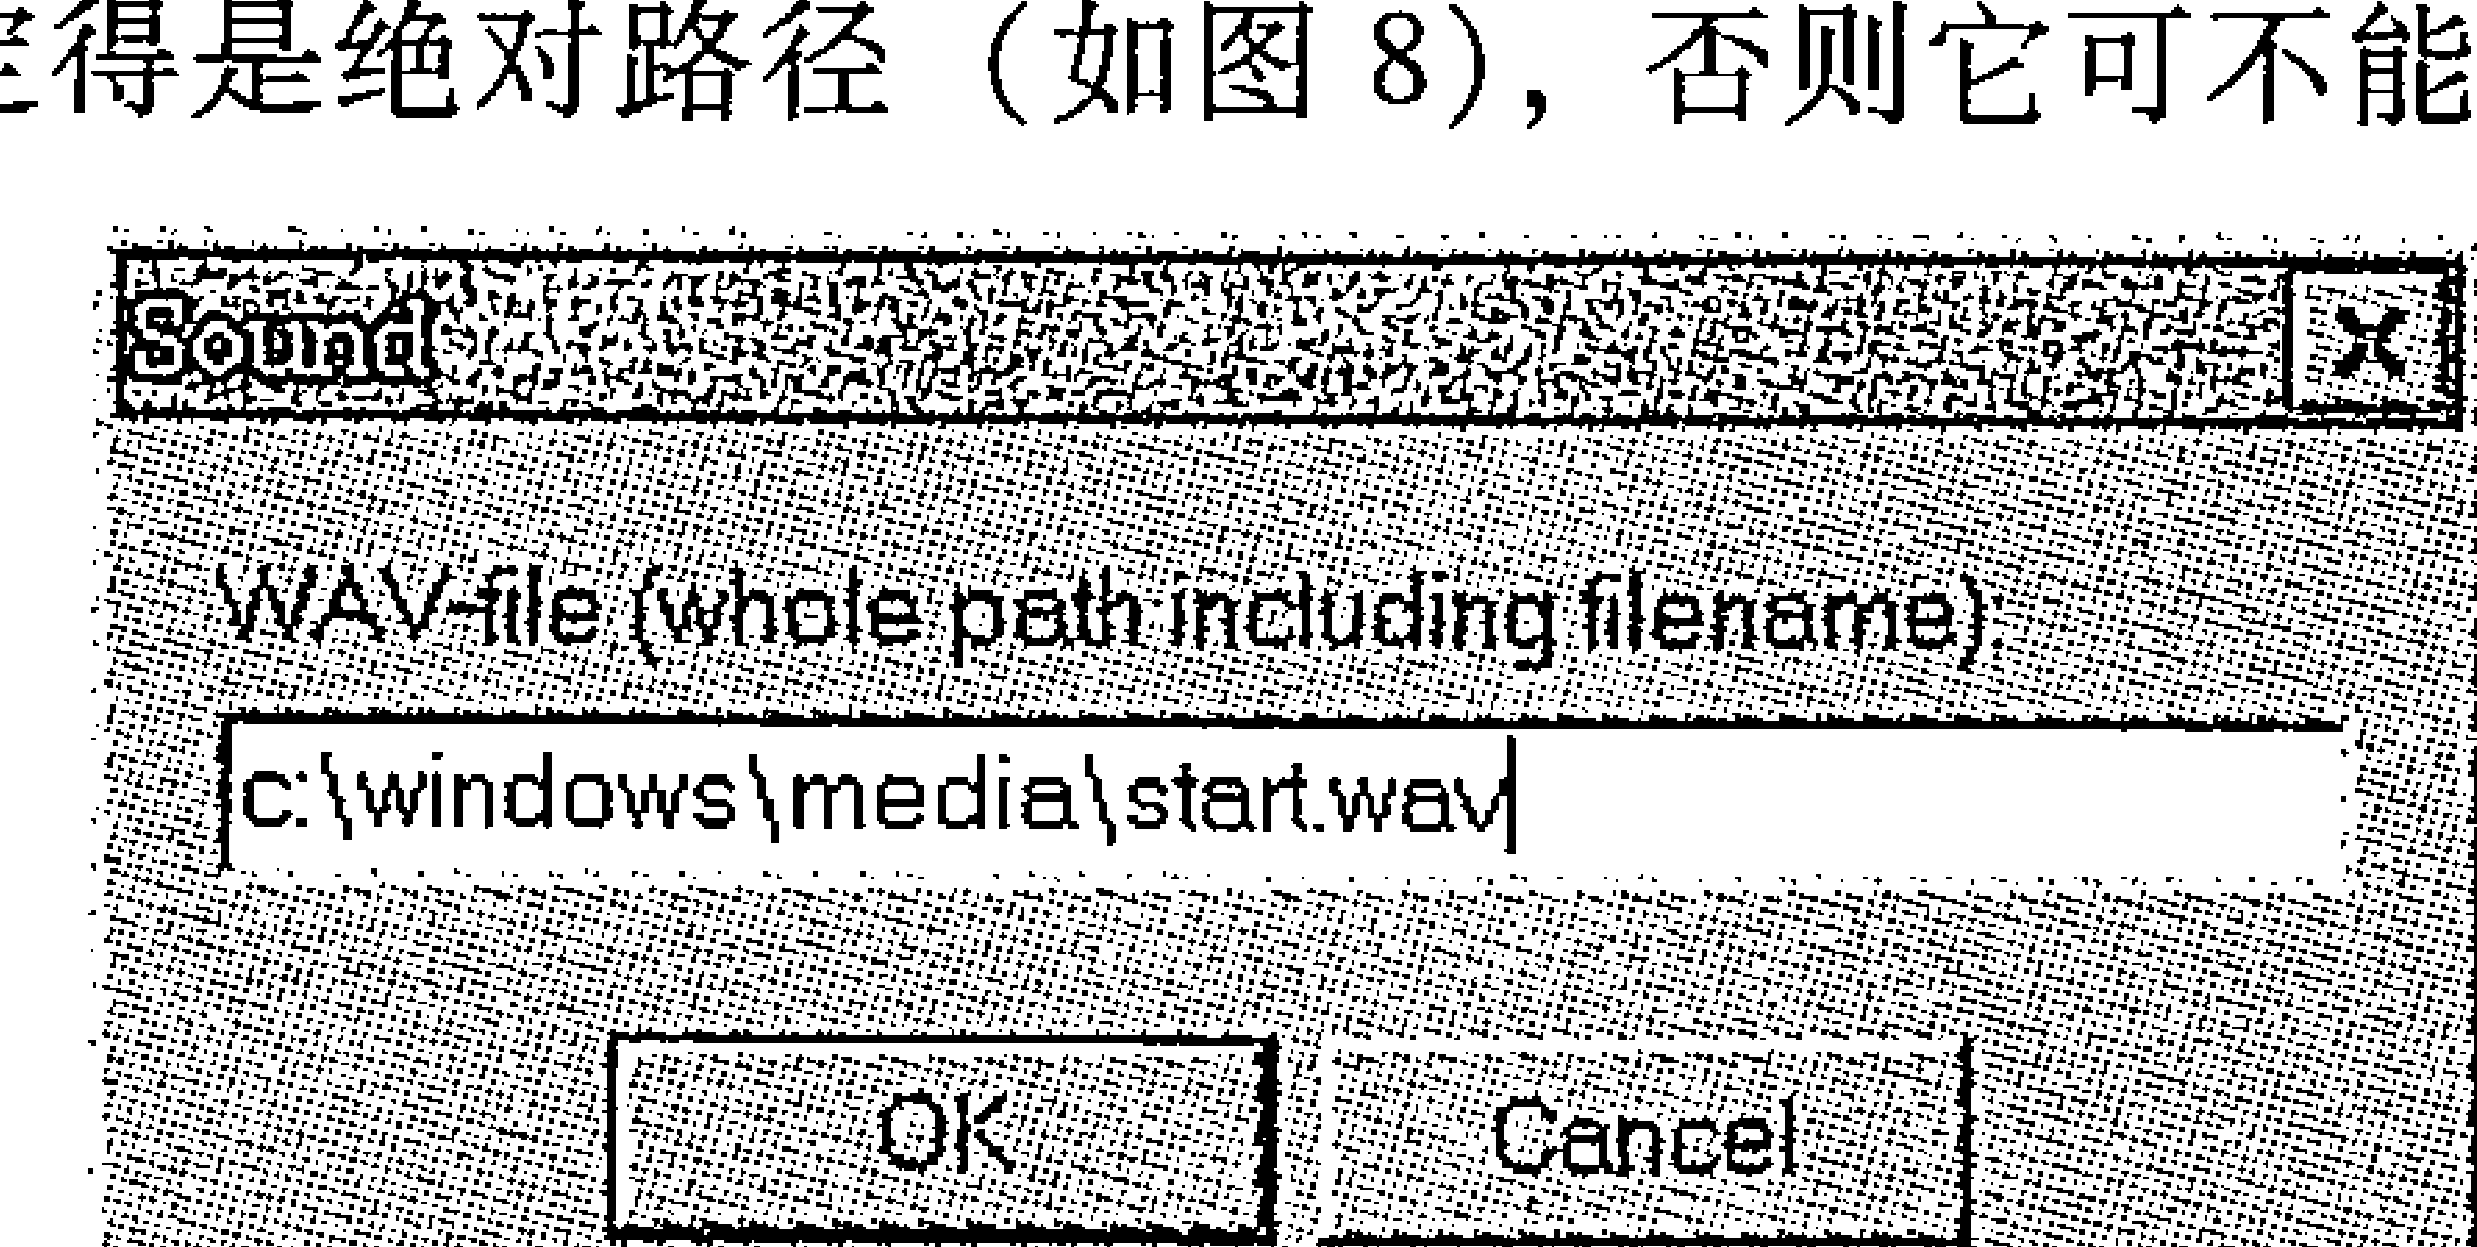 得是绝对路径（如图 8），否则它可不能
Sound
WAV-file (whole path including filename):
c:\windows\media\start.wav
OK
Cancel